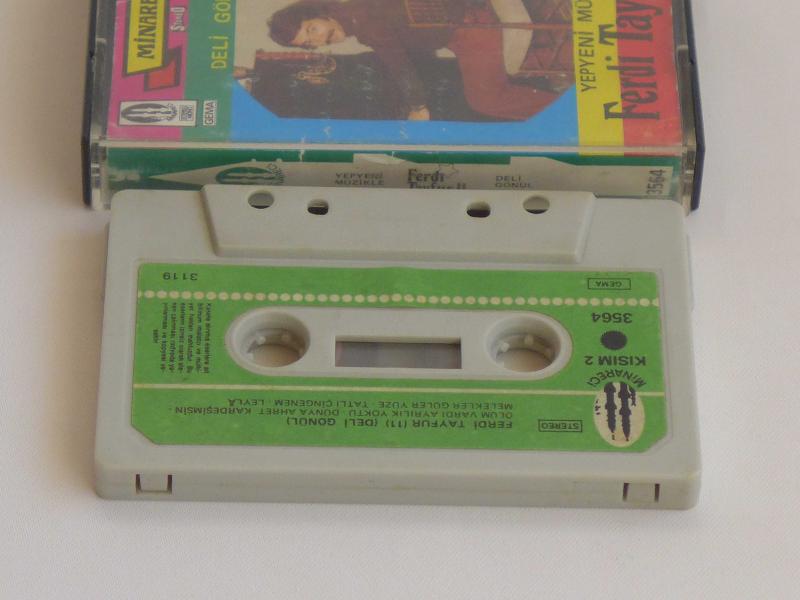 MİNARE
STEREO
DELİ GÖ
GEMA
YEPYENİ MÜ
Ferdi Tay
YEPYENİ
MÜZİKLE
Ferdi
Tayfur 11
DELİ
GÖNÜL
3564
FERDİ TAYFUR (11) (DELİ GÖNÜL)
ÖLÜM VARDI AYRILIK YOKTU · DÜNYA AHRET KARDEŞİMSİN ·
MELEKLER GÜLER YÜZE · TATLI ÇİNGENEM · LEYLÂ
STEREO
MİNARECİ
KISIM 2
3564
GEMA
3119